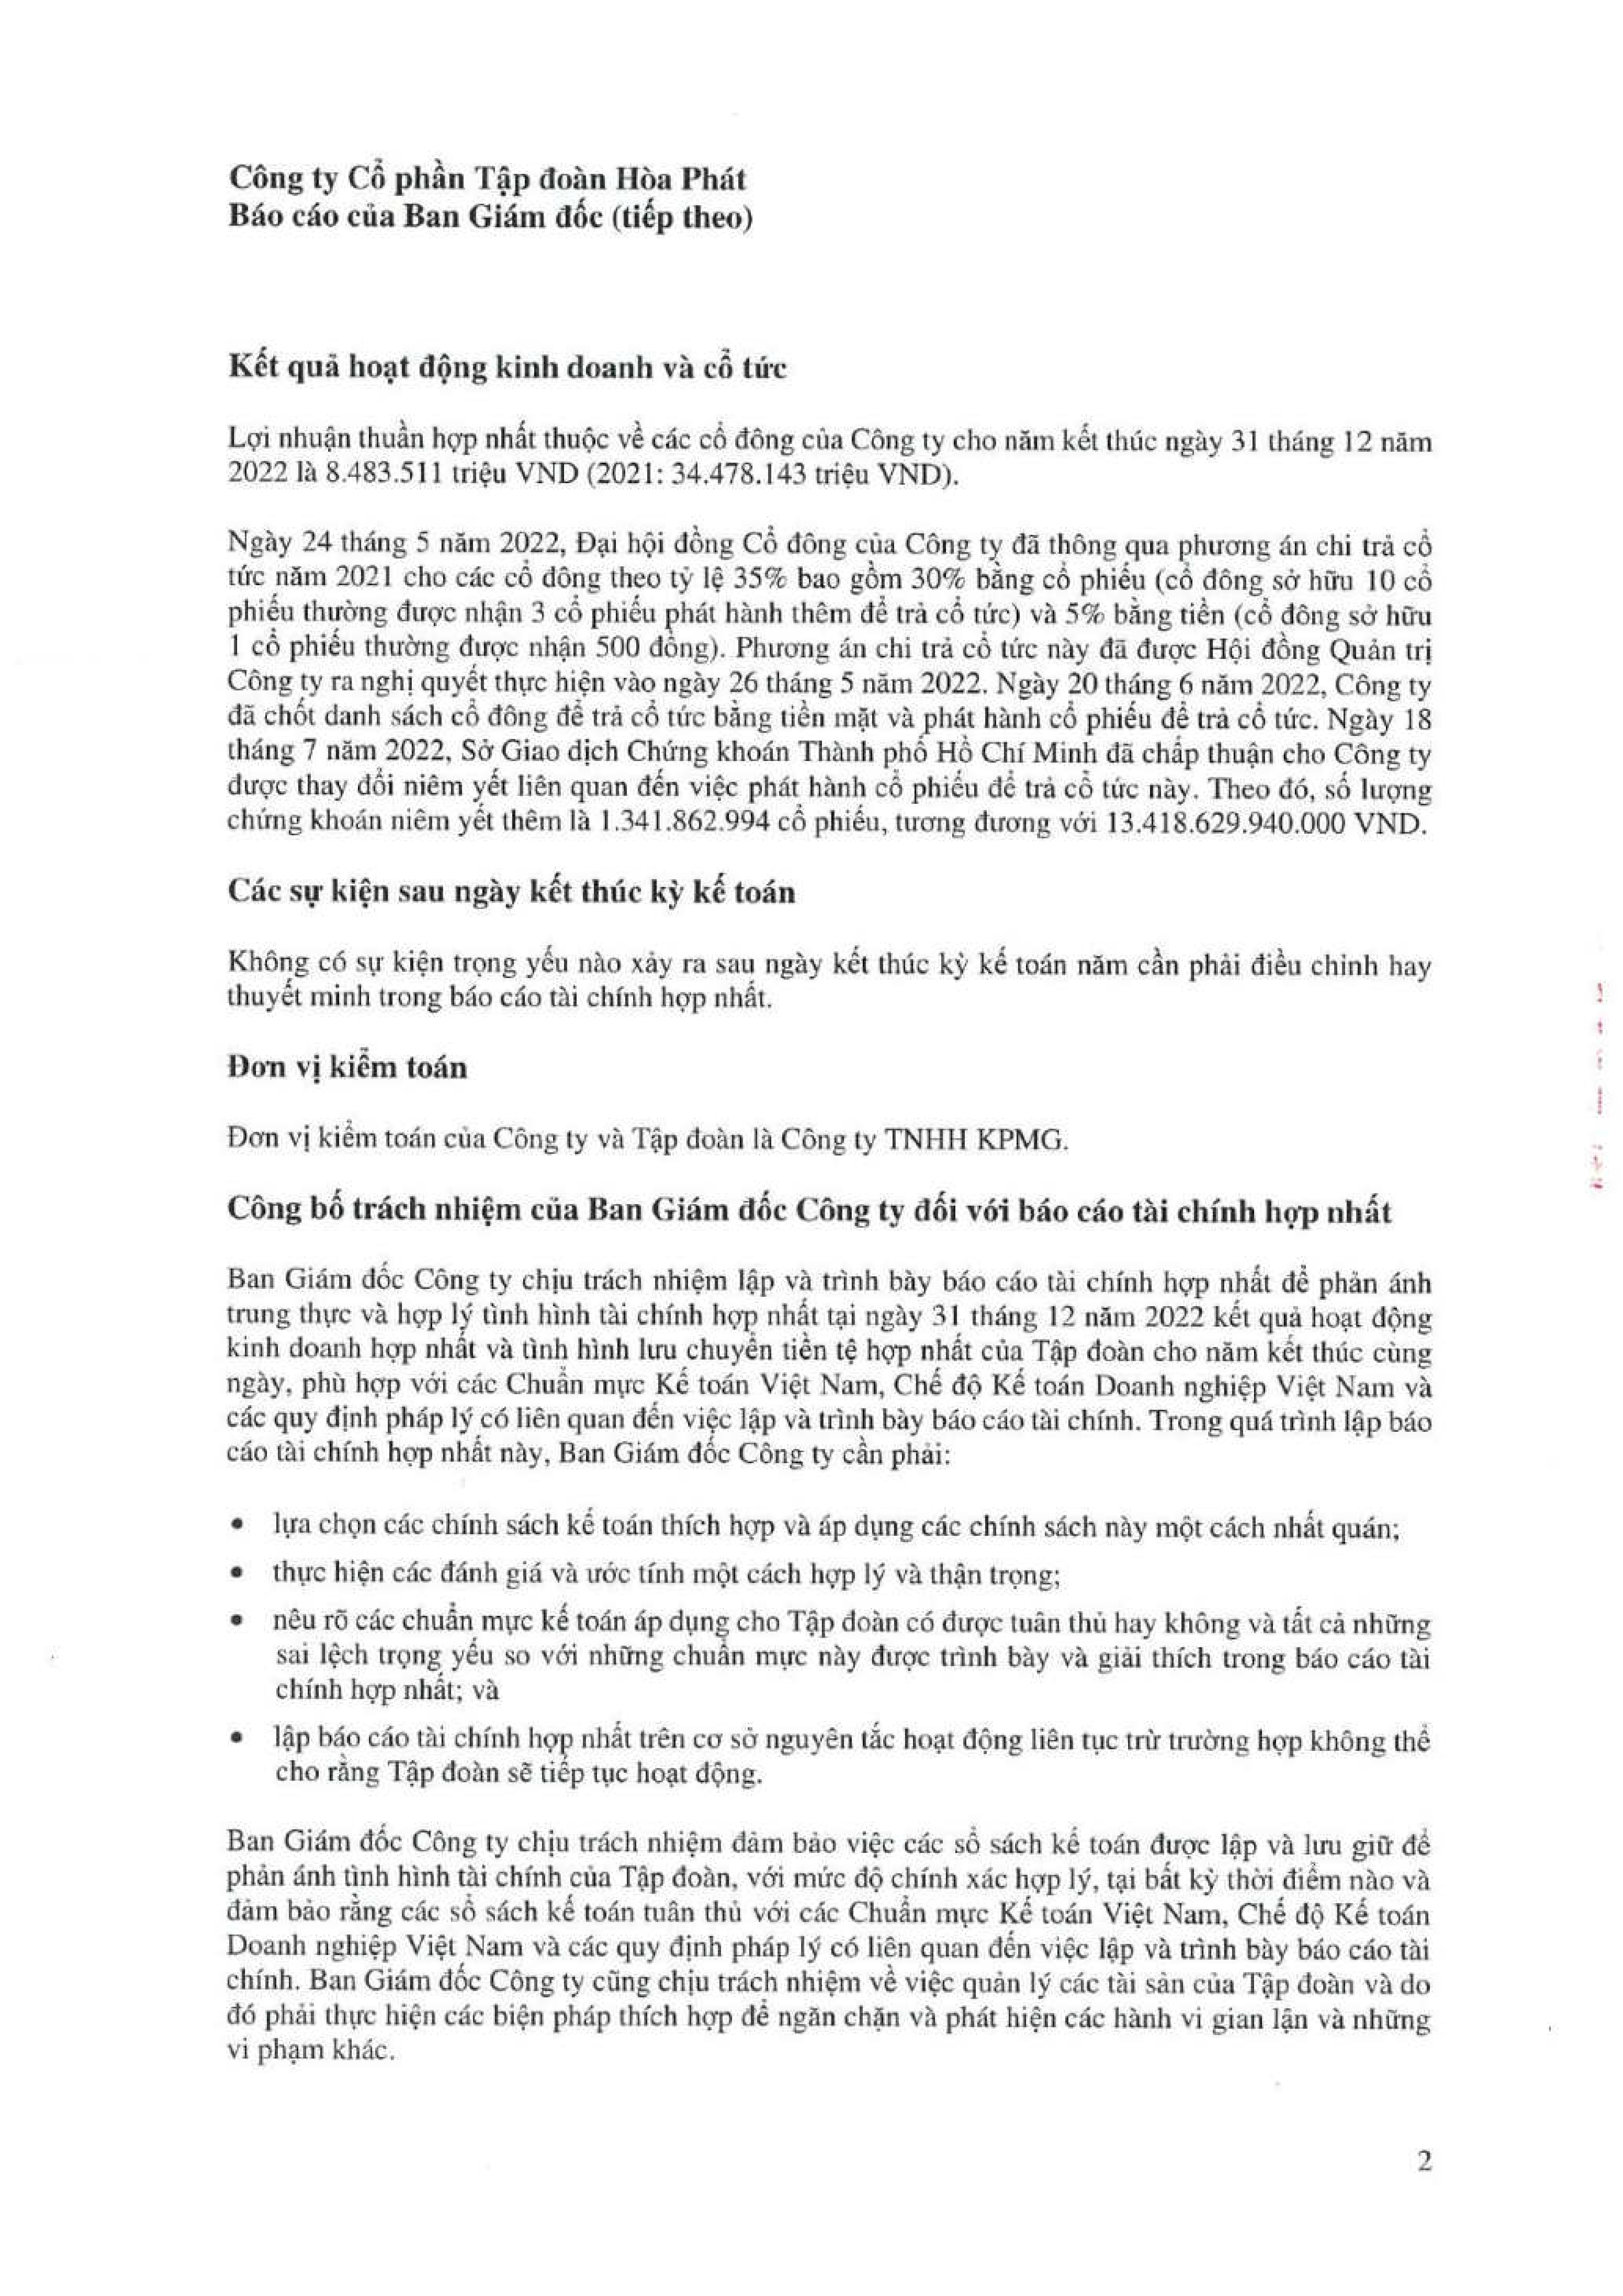 Công ty Cổ phần Tập đoàn Hòa Phát
Báo cáo của Ban Giám đốc (tiếp theo)
Kết quả hoạt động kinh doanh và cổ tức
Lợi nhuận thuần hợp nhất thuộc về các cổ đông của Công ty cho năm kết thúc ngày 31 tháng 12 năm
2022 là 8.483.511 triệu VND (2021: 34.478.143 triệu VND).
Ngày 24 tháng 5 năm 2022, Đại hội đồng Cổ đông của Công ty đã thông qua phương án chi trả cổ
tức năm 2021 cho các cổ đông theo tỷ lệ 35% bao gồm 30% bằng cổ phiếu (cổ đông sở hữu 10 cổ
phiếu thường được nhận 3 cổ phiếu phát hành thêm để trả cổ tức) và 5% bằng tiền (cổ đông sở hữu
1 cổ phiếu thường được nhận 500 đồng). Phương án chi trả cổ tức này đã được Hội đồng Quản trị
Công ty ra nghị quyết thực hiện vào ngày 26 tháng 5 năm 2022. Ngày 20 tháng 6 năm 2022, Công ty
đã chốt danh sách cổ đông để trả cổ tức bằng tiền mặt và phát hành cổ phiếu để trả cổ tức. Ngày 18
tháng 7 năm 2022, Sở Giao dịch Chứng khoán Thành phố Hồ Chí Minh đã chấp thuận cho Công ty
được thay đổi niêm yết liên quan đến việc phát hành cổ phiếu để trả cổ tức này. Theo đó, số lượng
chứng khoán niêm yết thêm là 1.341.862.994 cổ phiếu, tương đương với 13.418.629.940.000 VND.
Các sự kiện sau ngày kết thúc kỳ kế toán
Không có sự kiện trọng yếu nào xảy ra sau ngày kết thúc kỳ kế toán năm cần phải điều chỉnh hay
thuyết minh trong báo cáo tài chính hợp nhất.
Đơn vị kiểm toán
Đơn vị kiểm toán của Công ty và Tập đoàn là Công ty TNHH KPMG.
Công bố trách nhiệm của Ban Giám đốc Công ty đối với báo cáo tài chính hợp nhất
Ban Giám đốc Công ty chịu trách nhiệm lập và trình bày báo cáo tài chính hợp nhất để phản ánh
trung thực và hợp lý tình hình tài chính hợp nhất tại ngày 31 tháng 12 năm 2022 kết quả hoạt động
kinh doanh hợp nhất và tình hình lưu chuyển tiền tệ hợp nhất của Tập đoàn cho năm kết thúc cùng
ngày, phù hợp với các Chuẩn mực Kế toán Việt Nam, Chế độ Kế toán Doanh nghiệp Việt Nam và
các quy định pháp lý có liên quan đến việc lập và trình bày báo cáo tài chính. Trong quá trình lập báo
cáo tài chính hợp nhất này, Ban Giám đốc Công ty cần phải:
• lựa chọn các chính sách kế toán thích hợp và áp dụng các chính sách này một cách nhất quán;
• thực hiện các đánh giá và ước tính một cách hợp lý và thận trọng;
• nêu rõ các chuẩn mực kế toán áp dụng cho Tập đoàn có được tuân thủ hay không và tất cả những
sai lệch trọng yếu so với những chuẩn mực này được trình bày và giải thích trong báo cáo tài
chính hợp nhất; và
• lập báo cáo tài chính hợp nhất trên cơ sở nguyên tắc hoạt động liên tục trừ trường hợp không thể
cho rằng Tập đoàn sẽ tiếp tục hoạt động.
Ban Giám đốc Công ty chịu trách nhiệm đảm bảo việc các sổ sách kế toán được lập và lưu giữ để
phản ánh tình hình tài chính của Tập đoàn, với mức độ chính xác hợp lý, tại bất kỳ thời điểm nào và
đảm bảo rằng các sổ sách kế toán tuân thủ với các Chuẩn mực Kế toán Việt Nam, Chế độ Kế toán
Doanh nghiệp Việt Nam và các quy định pháp lý có liên quan đến việc lập và trình bày báo cáo tài
chính. Ban Giám đốc Công ty cũng chịu trách nhiệm về việc quản lý các tài sản của Tập đoàn và do
đó phải thực hiện các biện pháp thích hợp để ngăn chặn và phát hiện các hành vi gian lận và những
vi phạm khác.
2